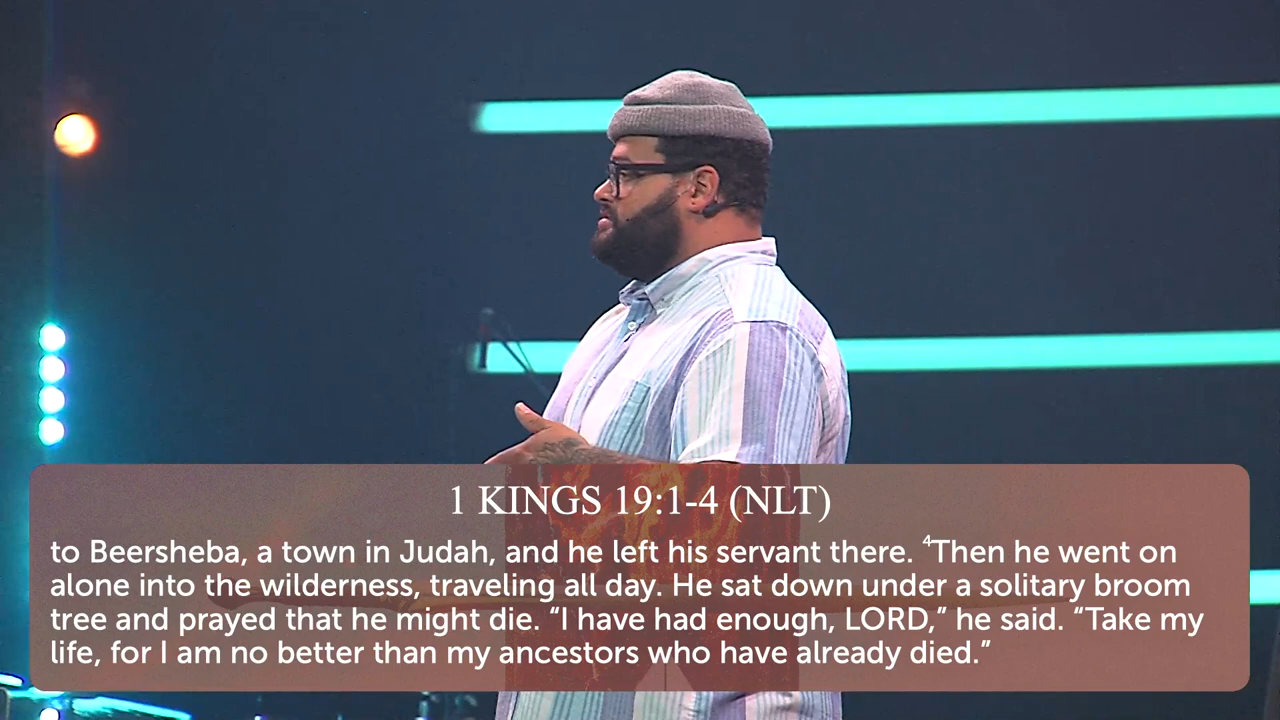 1 KINGS 19:1-4 (NLT)
to Beersheba, a town in Judah, and he left his servant there. ⁴Then he went on
alone into the wilderness, traveling all day. He sat down under a solitary broom
tree and prayed that he might die. “I have had enough, LORD,” he said. “Take my
life, for I am no better than my ancestors who have already died.”